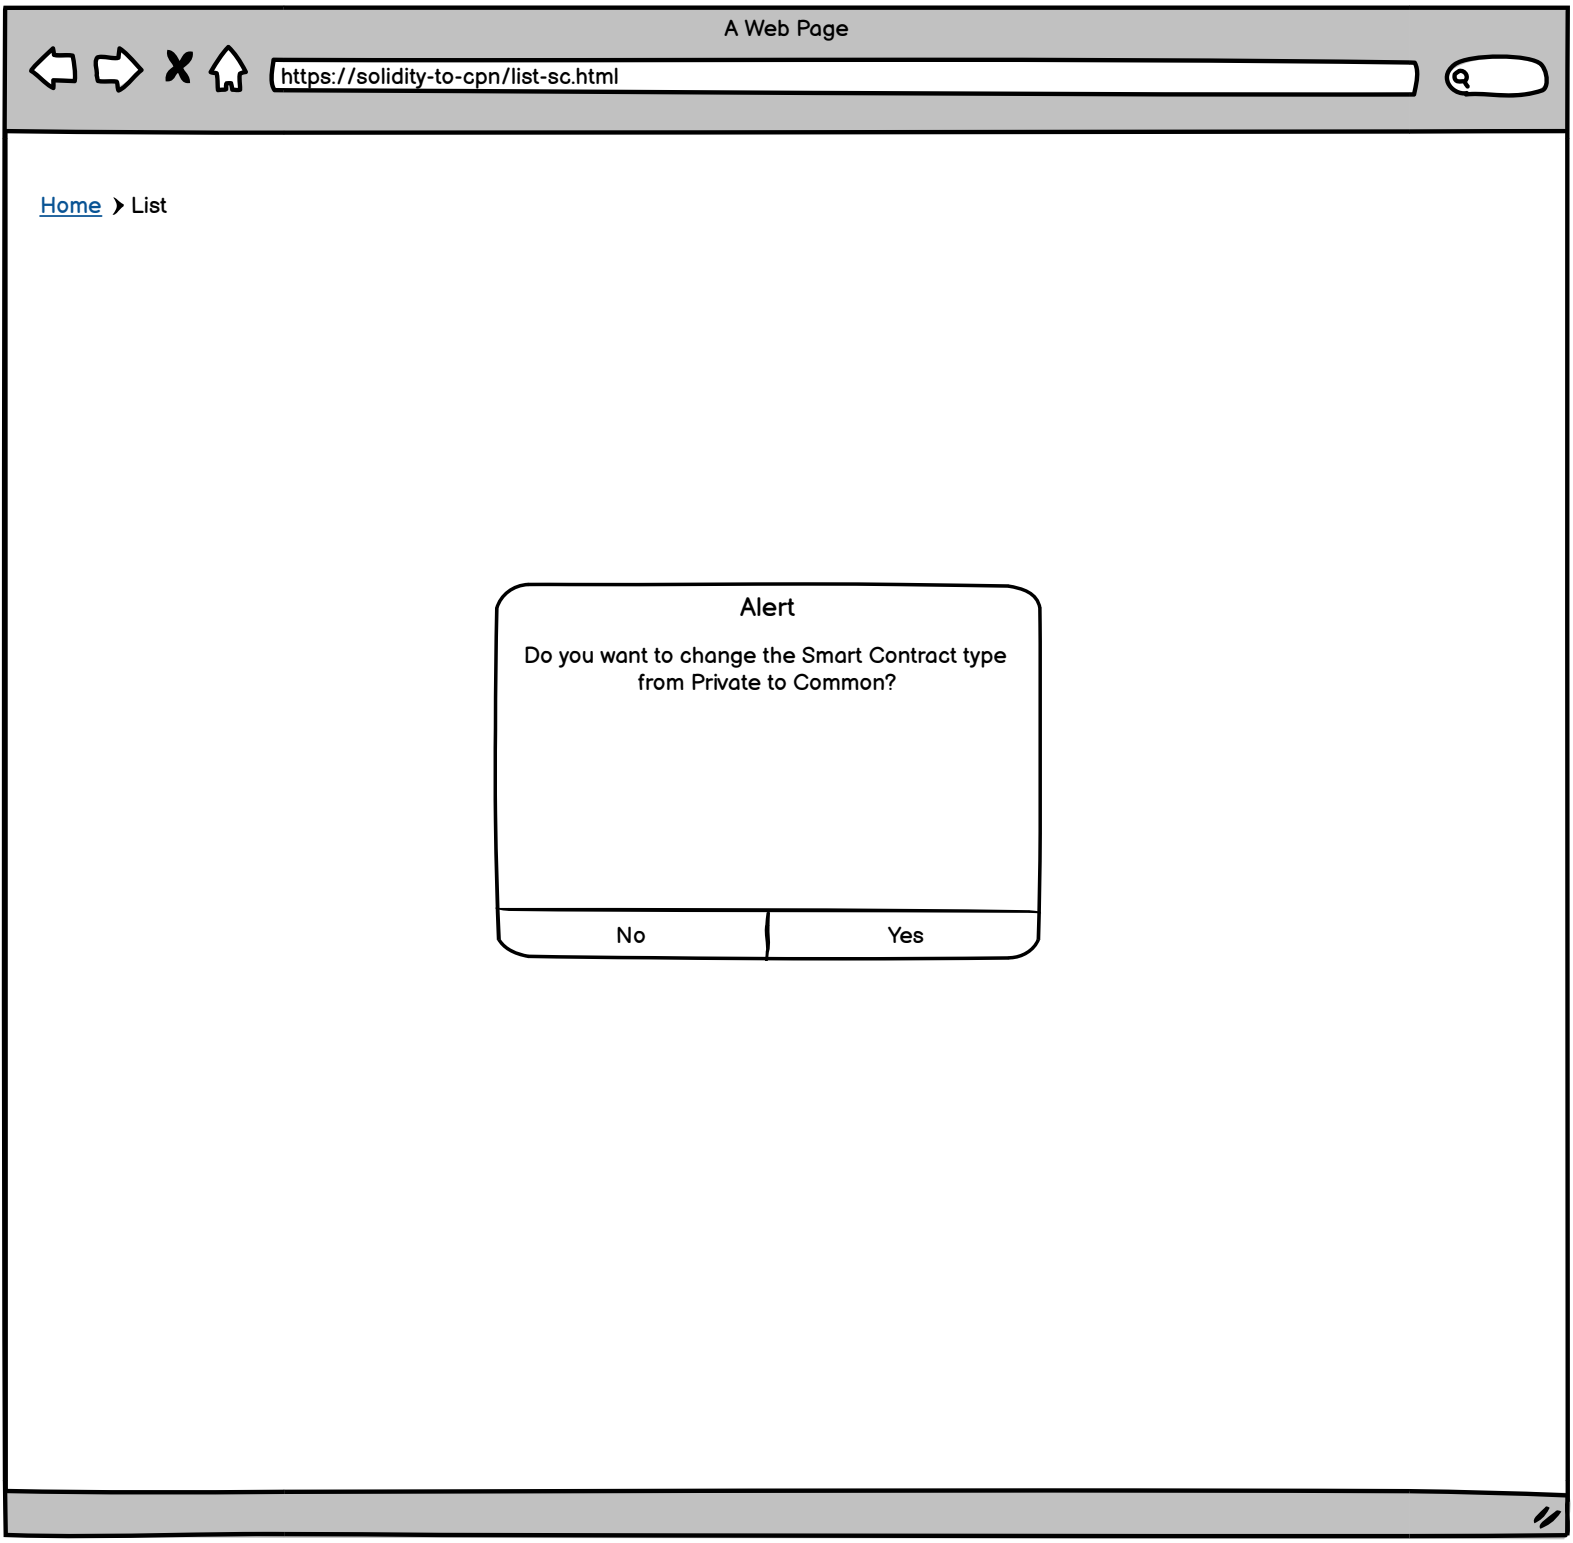 A Web Page
https://solidity-to-cpn/list-sc.html
Home List
Alert
Do you want to change the Smart Contract type
from Private to Common?
No Yes